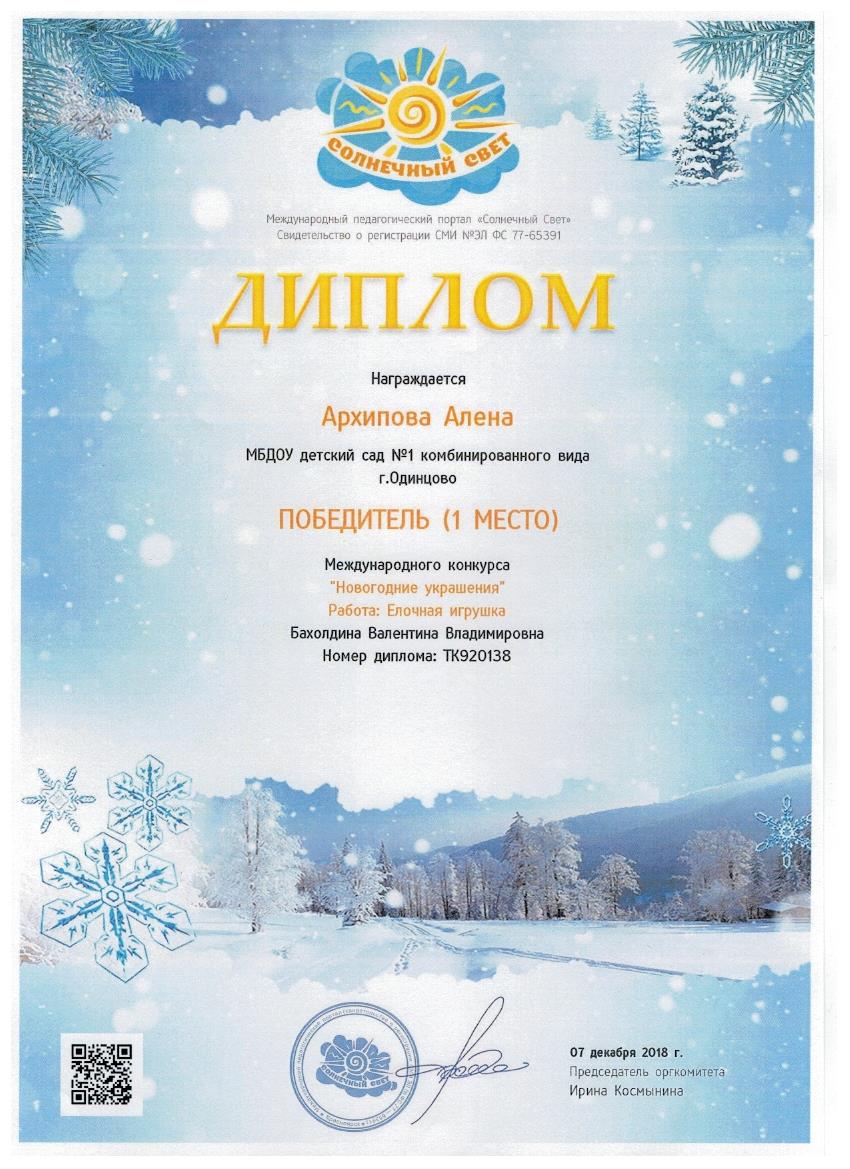 СОЛНЕЧНЫЙ СВЕТ
Международный педагогический портал «Солнечный Свет»
Свидетельство о регистрации СМИ №ЭЛ ФС 77-65391
ДИПЛОМ
Награждается
Архипова Алена
МБДОУ детский сад №1 комбинированного вида
г.Одинцово
ПОБЕДИТЕЛЬ (1 МЕСТО)
Международного конкурса
"Новогодние украшения"
Работа: Елочная игрушка
Бахолдина Валентина Владимировна
Номер диплома: ТК920138
СОЛНЕЧНЫЙ СВЕТ
07 декабря 2018 г.
Председатель оргкомитета
Ирина Космынина